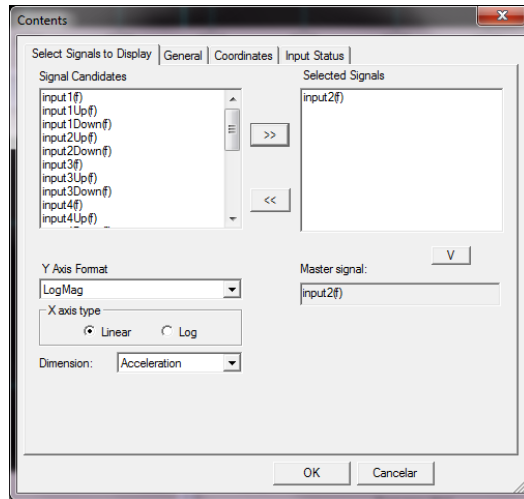 Contents
Select Signals to Display General Coordinates Input Status
Signal Candidates
Selected Signals
input1(f)
input1Up(f)
input1Down(f)
input2Up(f)
input2Down(f)
input3(f)
input3Up(f)
input3Down(f)
input4(f)
input4Up(f)
input2(f)
>>
<<
V
Y Axis Format
LogMag
Master signal:
input2(f)
X axis type
Linear Log
Dimension: Acceleration
OK Cancelar